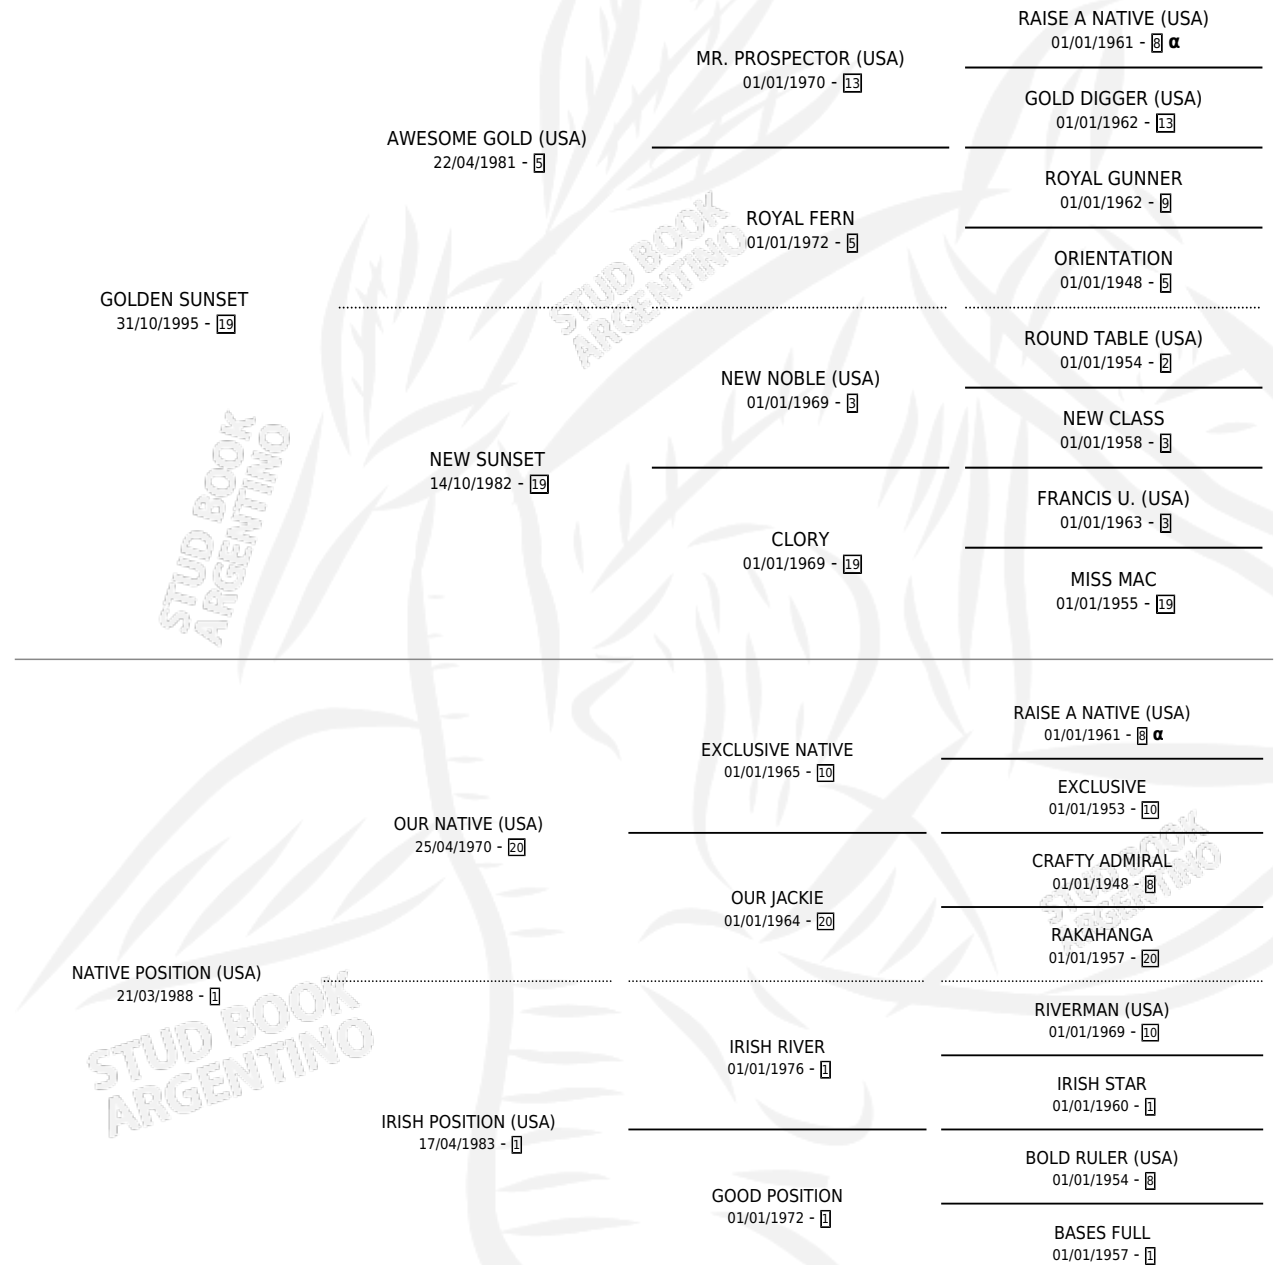 RAISE A NATIVE (USA)
01/01/1961 - 8 α
MR. PROSPECTOR (USA)
01/01/1970 - 13
GOLD DIGGER (USA)
01/01/1962 - 13
AWESOME GOLD (USA)
22/04/1981 - 5
ROYAL GUNNER
01/01/1962 - 9
ROYAL FERN
01/01/1972 - 5
ORIENTATION
01/01/1948 - 5
STUD BOOK
ARGENTINO
GOLDEN SUNSET
31/10/1995 - 19
ROUND TABLE (USA)
01/01/1954 - 2
NEW NOBLE (USA)
01/01/1969 - 3
NEW CLASS
01/01/1958 - 3
NEW SUNSET
14/10/1982 - 19
FRANCIS U. (USA)
01/01/1963 - 3
CLORY
01/01/1969 - 19
MISS MAC
01/01/1955 - 19
STUD BOOK
ARGENTINO
RAISE A NATIVE (USA)
01/01/1961 - 8 α
EXCLUSIVE NATIVE
01/01/1965 - 10
EXCLUSIVE
01/01/1953 - 10
OUR NATIVE (USA)
25/04/1970 - 20
CRAFTY ADMIRAL
01/01/1948 - 8
OUR JACKIE
01/01/1964 - 20
RAKAHANGA
01/01/1957 - 20
STUD BOOK
ARGENTINO
NATIVE POSITION (USA)
21/03/1988 - 1
RIVERMAN (USA)
01/01/1969 - 10
IRISH RIVER
01/01/1976 - 1
IRISH STAR
01/01/1960 - 1
STUD BOOK
ARGENTINO
IRISH POSITION (USA)
17/04/1983 - 1
BOLD RULER (USA)
01/01/1954 - 8
GOOD POSITION
01/01/1972 - 1
BASES FULL
01/01/1957 - 1